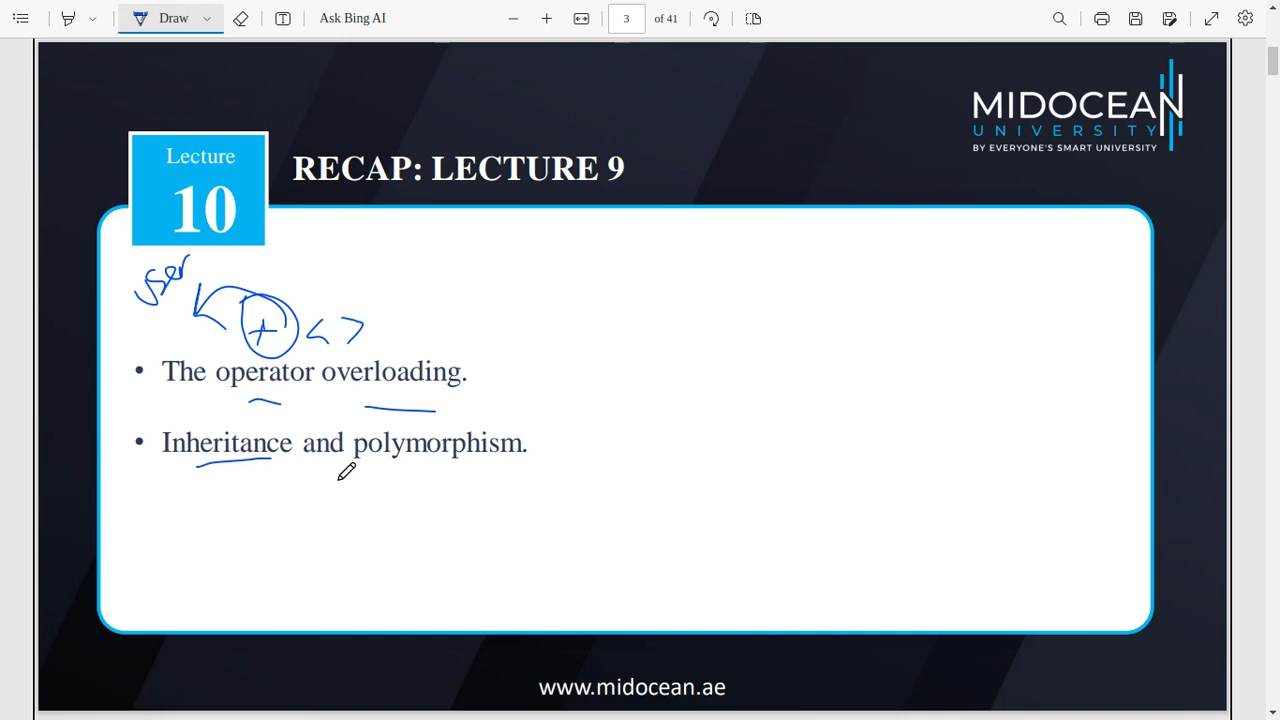 Draw
Ask Bing AI
3 of 41
MIDOCEAN
UNIVERSITY
BY EVERYONE'S SMART UNIVERSITY
Lecture
10
RECAP: LECTURE 9
user
+ < >
• The operator overloading.
• Inheritance and polymorphism.
www.midocean.ae